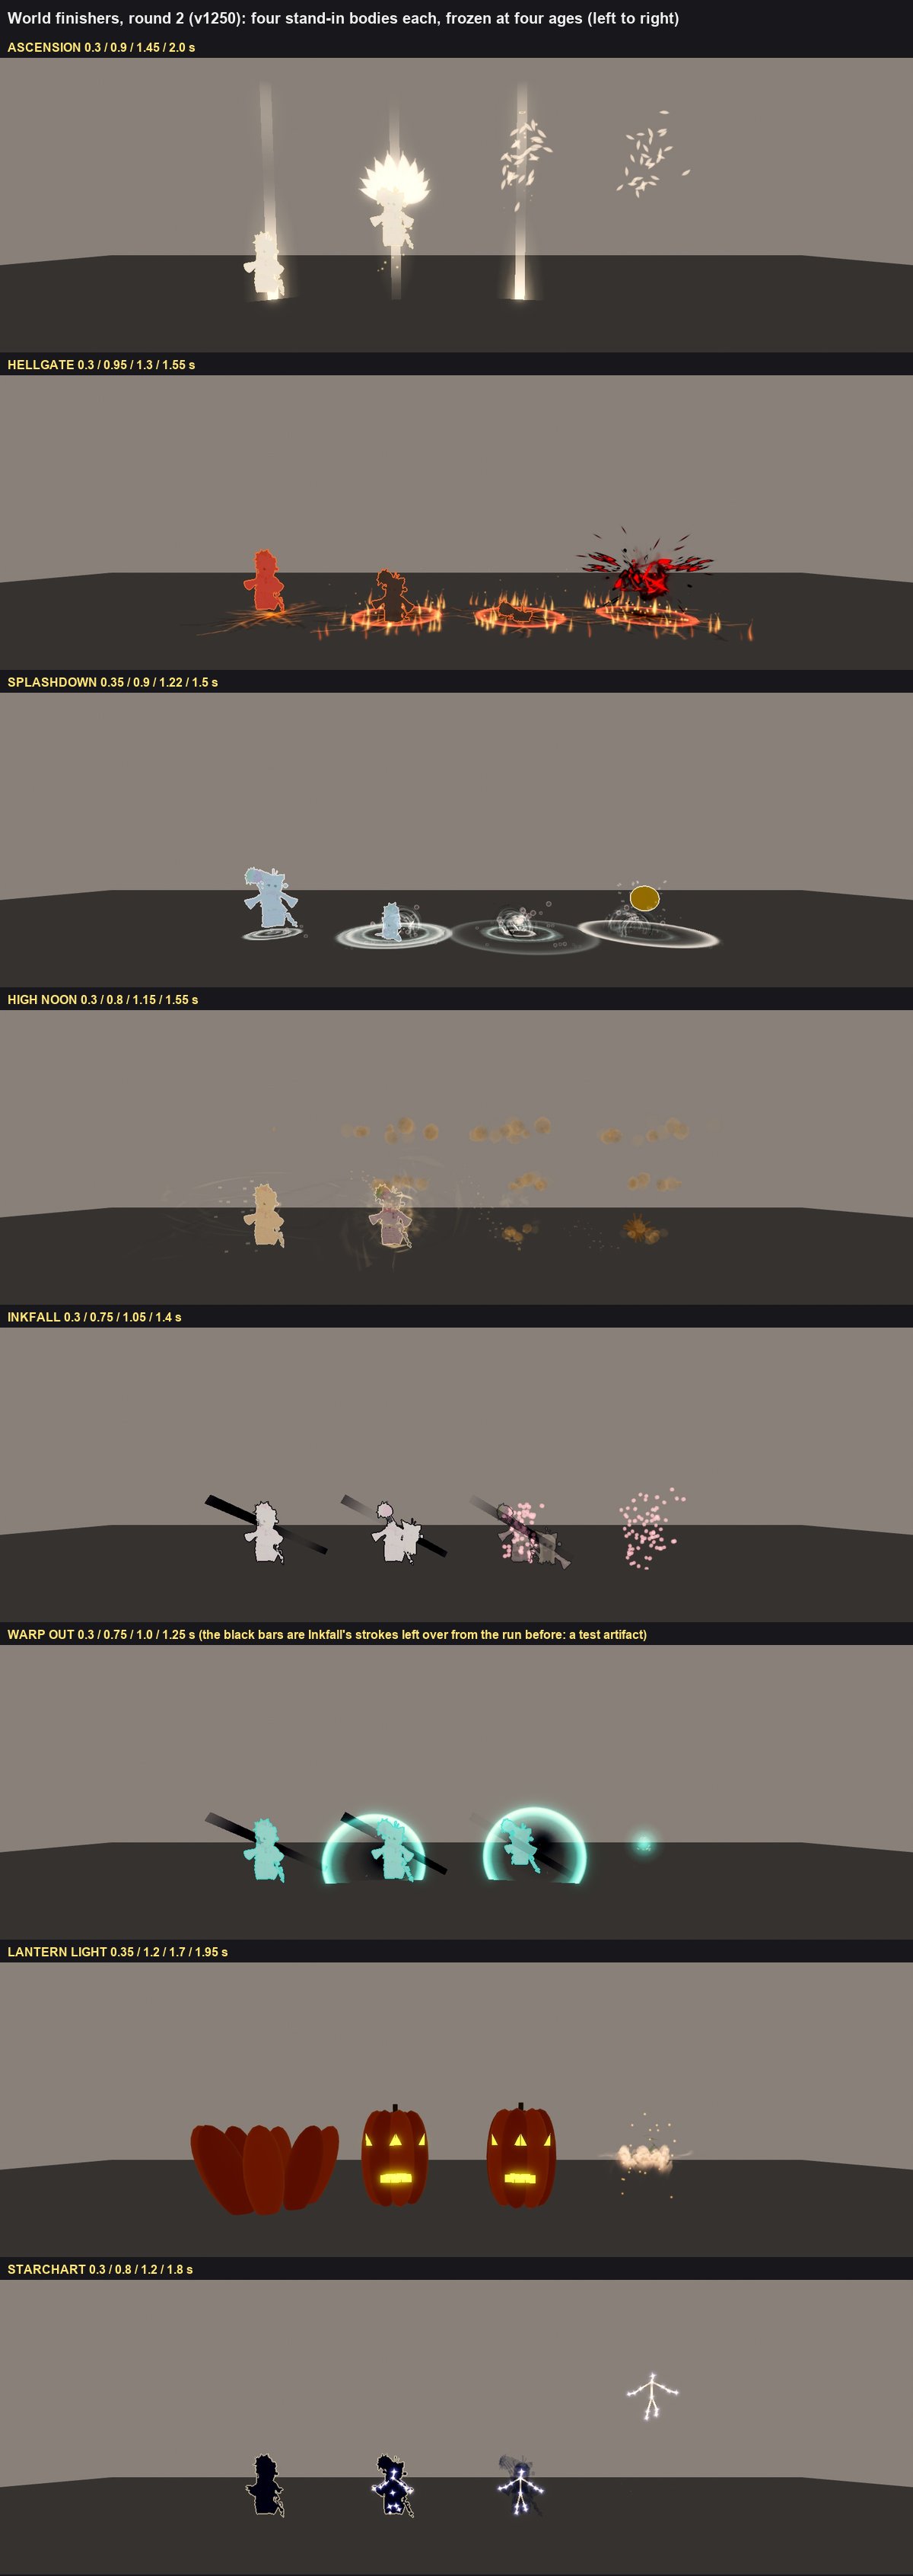 World finishers, round 2 (v1250): four stand-in bodies each, frozen at four ages (left to right)
ASCENSION 0.3 / 0.9 / 1.45 / 2.0 s
HELLGATE 0.3 / 0.95 / 1.3 / 1.55 s
SPLASHDOWN 0.35 / 0.9 / 1.22 / 1.5 s
HIGH NOON 0.3 / 0.8 / 1.15 / 1.55 s
INKFALL 0.3 / 0.75 / 1.05 / 1.4 s
WARP OUT 0.3 / 0.75 / 1.0 / 1.25 s (the black bars are Inkfall's strokes left over from the run before: a test artifact)
LANTERN LIGHT 0.35 / 1.2 / 1.7 / 1.95 s
STARCHART 0.3 / 0.8 / 1.2 / 1.8 s